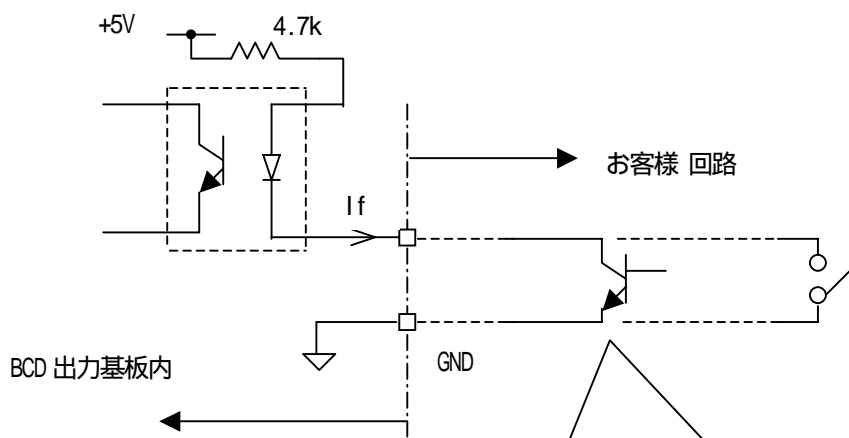 +5V
4.7k
お客様 回路
If
GND
BCD 出力基板内